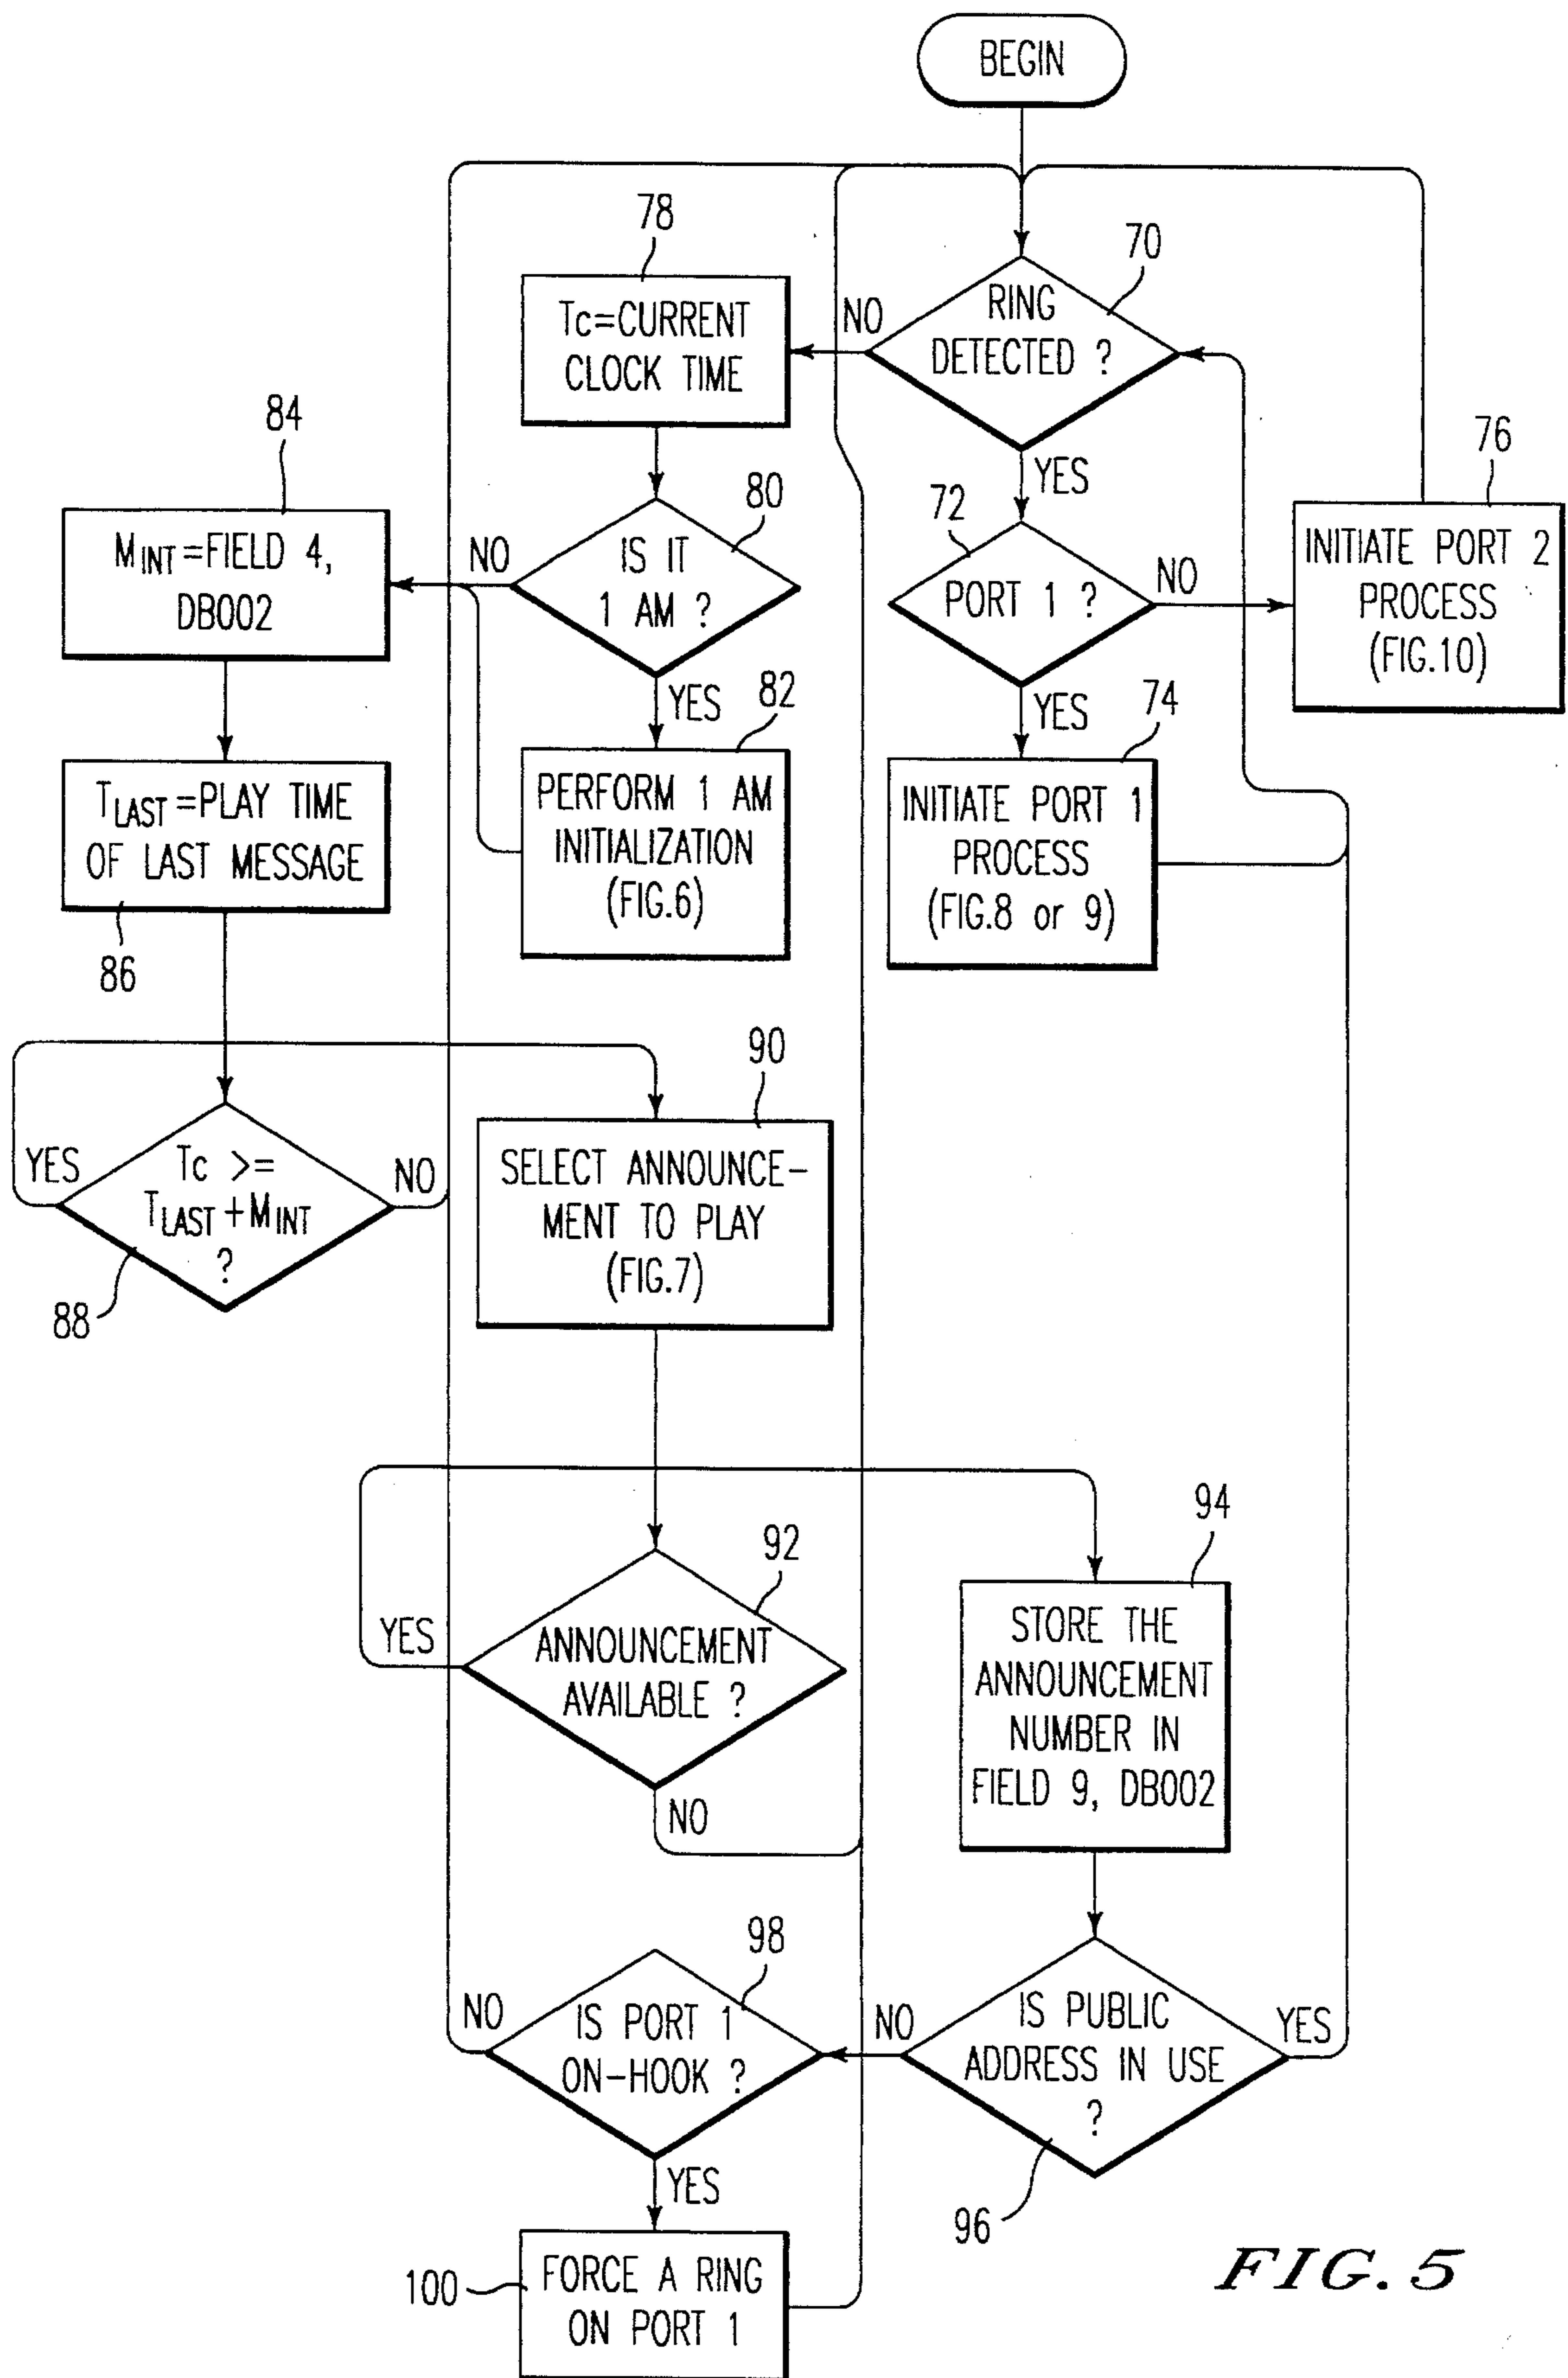 BEGIN
78
Tc=CURRENT
CLOCK TIME
70
RING
DETECTED ?
NO
YES
84
MINT=FIELD 4,
DB002
80
IS IT
1 AM ?
NO
YES
72
PORT 1 ?
NO
YES
76
INITIATE PORT 2
PROCESS
(FIG.10)
TLAST=PLAY TIME
OF LAST MESSAGE
86
82
PERFORM 1 AM
INITIALIZATION
(FIG.6)
74
INITIATE PORT 1
PROCESS
(FIG.8 or 9)
YES
Tc >=
TLAST+MINT
?
NO
88
90
SELECT ANNOUNCE-
MENT TO PLAY
(FIG.7)
92
YES
ANNOUNCEMENT
AVAILABLE ?
NO
94
STORE THE
ANNOUNCEMENT
NUMBER IN
FIELD 9, DB002
98
NO
IS PORT 1
ON-HOOK ?
YES
NO
IS PUBLIC
ADDRESS IN USE
?
YES
96
100
FORCE A RING
ON PORT 1
FIG. 5